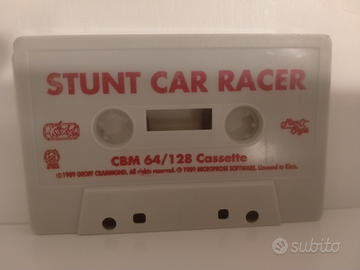 STUNT CAR RACER
CBM 64/128 Cassette
©1989 GEOFF CRAMMOND. All rights reserved. ℗ 1989 MICROPROSE SOFTWARE. Licensed to Kixx.
subito